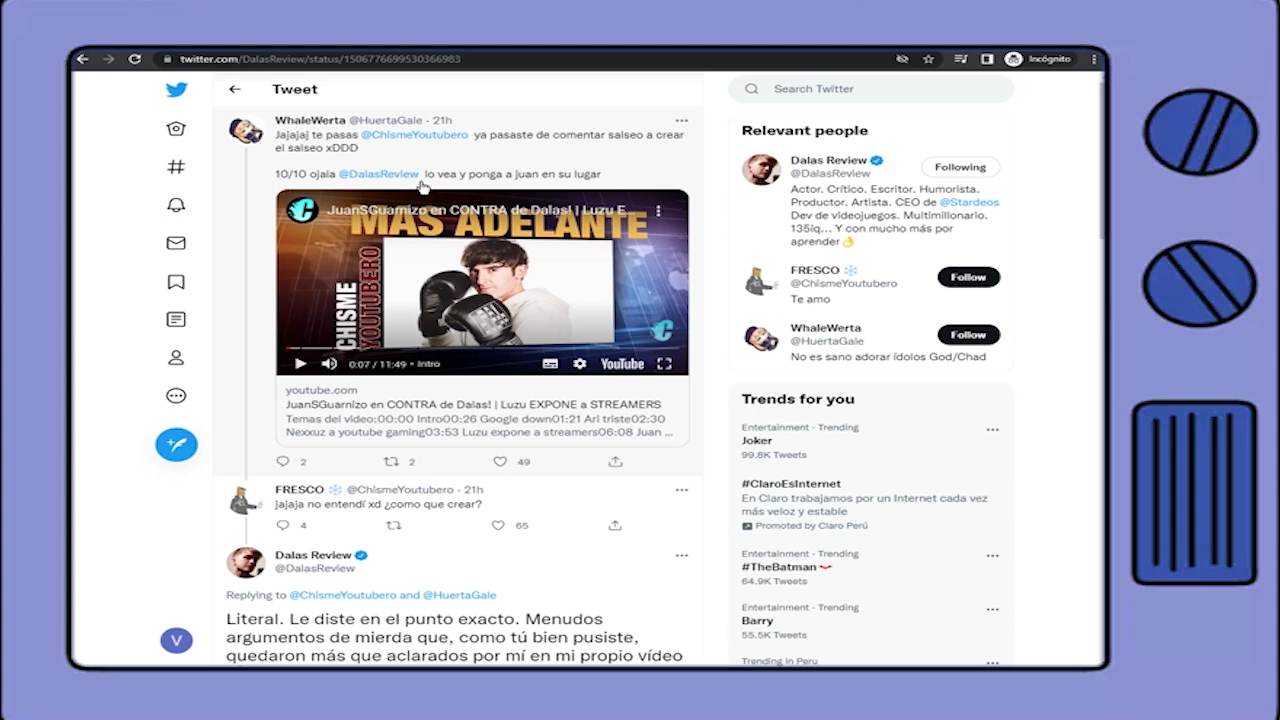 twitter.com/DalasReview/status/1506776699530366983
Incógnito
Tweet
WhaleWerta @HuertaGale · 21h
Jajajaj te pasas @ChismeYoutubero ya pasaste de comentar salseo a crear
el salseo xDDD
10/10 ojala @DalasReview lo vea y ponga a juan en su lugar
JuanSGuarnizo en CONTRA de Dalas! | Luzu E
MÁS ADELANTE
CHISME
YOUTUBERO
0:07 / 11:49 • Intro
YouTube
youtube.com
JuanSGuarnizo en CONTRA de Dalas! | Luzu EXPONE a STREAMERS
Temas del vídeo:00:00 Intro00:26 Google down01:21 Ari triste02:30
Nexxuz a youtube gaming03:53 Luzu expone a streamers06:08 Juan ...
2 2 49
FRESCO @ChismeYoutubero · 21h
jajaja no entendí xd ¿como que crear?
4 65
Dalas Review
@DalasReview
Replying to @ChismeYoutubero and @HuertaGale
Literal. Le diste en el punto exacto. Menudos
argumentos de mierda que, como tú bien pusiste,
quedaron más que aclarados por mí en mi propio vídeo
V
Search Twitter
Relevant people
Dalas Review
@DalasReview
Following
Actor. Crítico. Escritor. Humorista.
Productor. Artista. CEO de @Stardeos
Dev de videojuegos. Multimillonario.
135iq... Y con mucho más por
aprender👌
FRESCO
@ChismeYoutubero
Follow
Te amo
WhaleWerta
@HuertaGale
Follow
No es sano adorar ídolos God/Chad
Trends for you
Entertainment · Trending
Joker
99.8K Tweets
#ClaroEsInternet
En Claro trabajamos por un Internet cada vez
más veloz y estable
Promoted by Claro Perú
Entertainment · Trending
#TheBatman
64.9K Tweets
Entertainment · Trending
Barry
55.5K Tweets
Trending in Peru